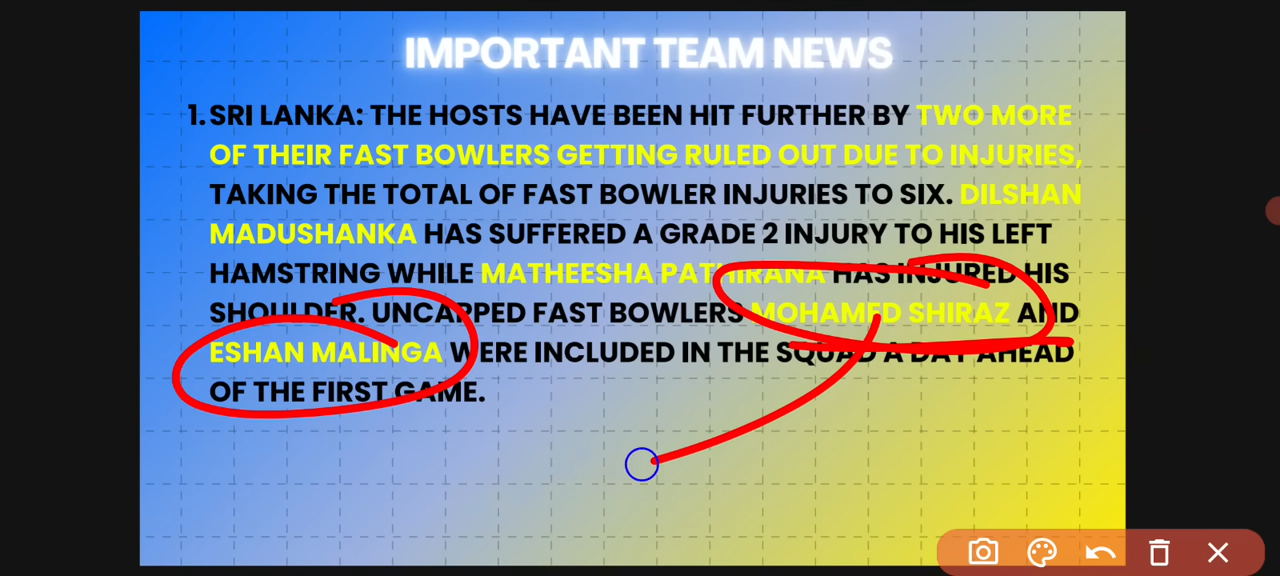 IMPORTANT TEAM NEWS
1. SRI LANKA: THE HOSTS HAVE BEEN HIT FURTHER BY TWO MORE
OF THEIR FAST BOWLERS GETTING RULED OUT DUE TO INJURIES,
TAKING THE TOTAL OF FAST BOWLER INJURIES TO SIX. DILSHAN
MADUSHANKA HAS SUFFERED A GRADE 2 INJURY TO HIS LEFT
HAMSTRING WHILE MATHEESHA PATHIRANA HAS INJURED HIS
SHOULDER. UNCAPPED FAST BOWLERS MOHAMED SHIRAZ AND
ESHAN MALINGA WERE INCLUDED IN THE SQUAD A DAY AHEAD
OF THE FIRST GAME.